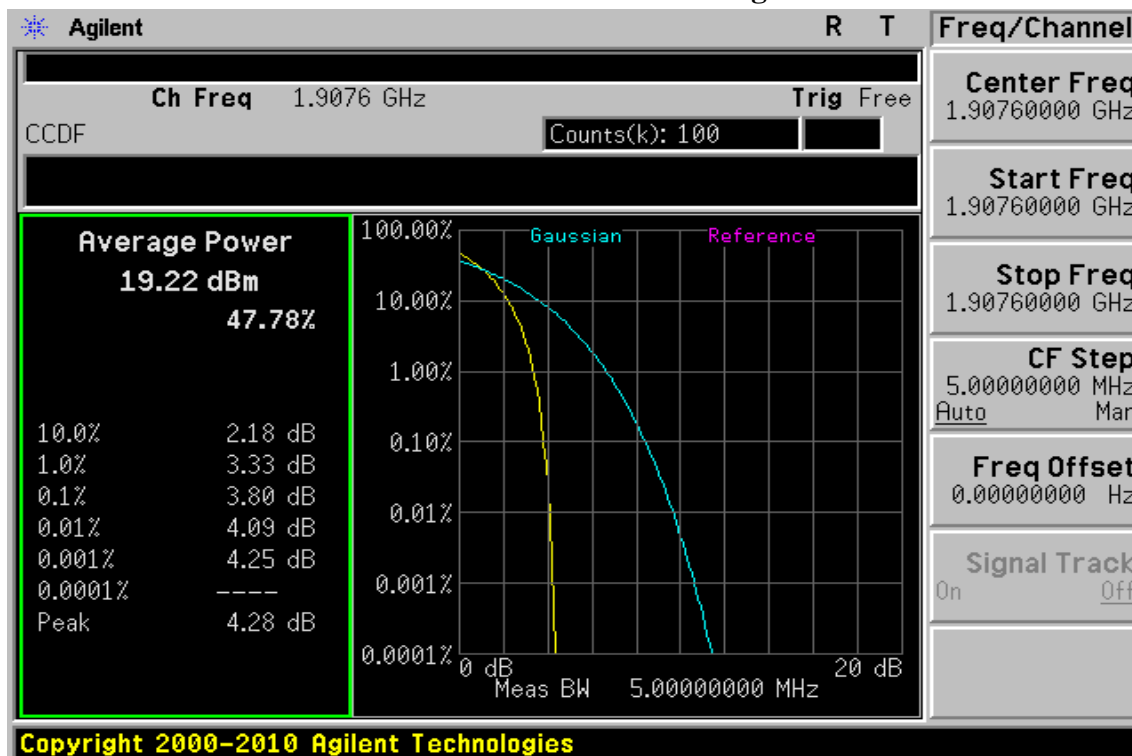 Agilent R T Freq/Channel
Ch Freq 1.9076 GHz Trig Free
CCDF Counts(k): 100
Center Freq
1.90760000 GHz
Start Freq
1.90760000 GHz
Stop Freq
1.90760000 GHz
CF Step
5.00000000 MHz
Auto Man
Freq Offset
0.00000000 Hz
Signal Track
On Off
Average Power
19.22 dBm
47.78%
10.0% 2.18 dB
1.0% 3.33 dB
0.1% 3.80 dB
0.01% 4.09 dB
0.001% 4.25 dB
0.0001% ----
Peak 4.28 dB
Gaussian Reference
100.00%
10.00%
1.00%
0.10%
0.01%
0.001%
0.0001%
0 dB 20 dB
Meas BW 5.00000000 MHz
Copyright 2000-2010 Agilent Technologies